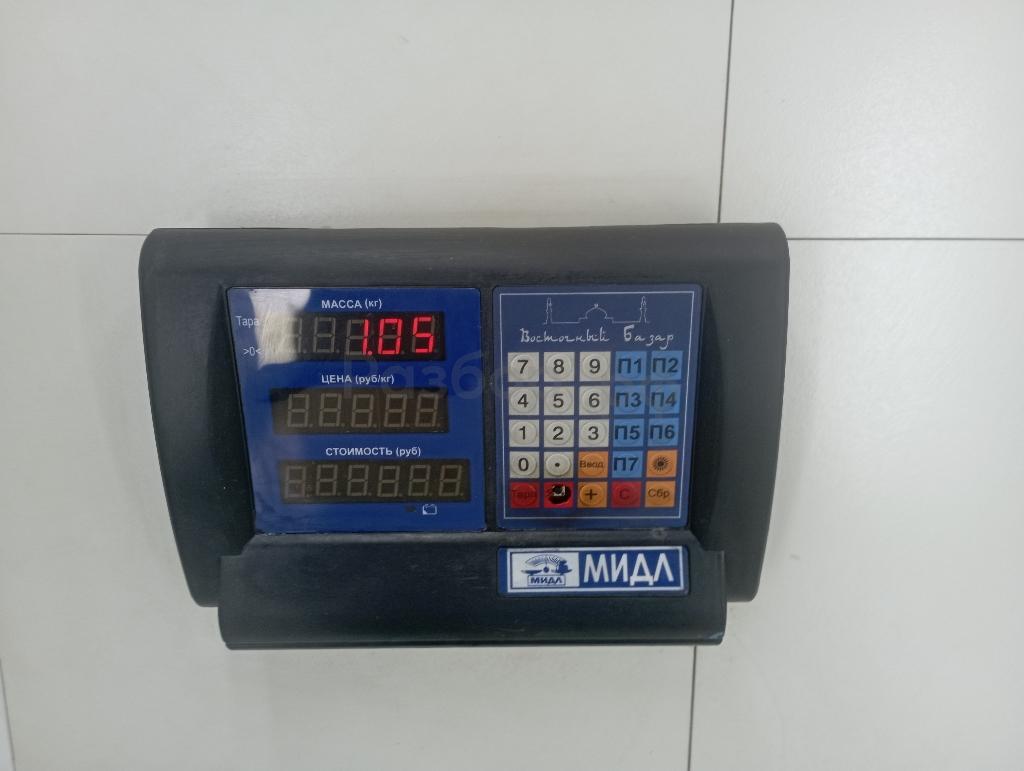 МАССА (кг)
Тара
>0<
1.05
ЦЕНА (руб/кг)
СТОИМОСТЬ (руб)
Восточный Базар
7 8 9 П1 П2
4 5 6 П3 П4
1 2 3 П5 П6
0 . Ввод П7
Тара + С Сбр
МИДЛ
МИДЛ